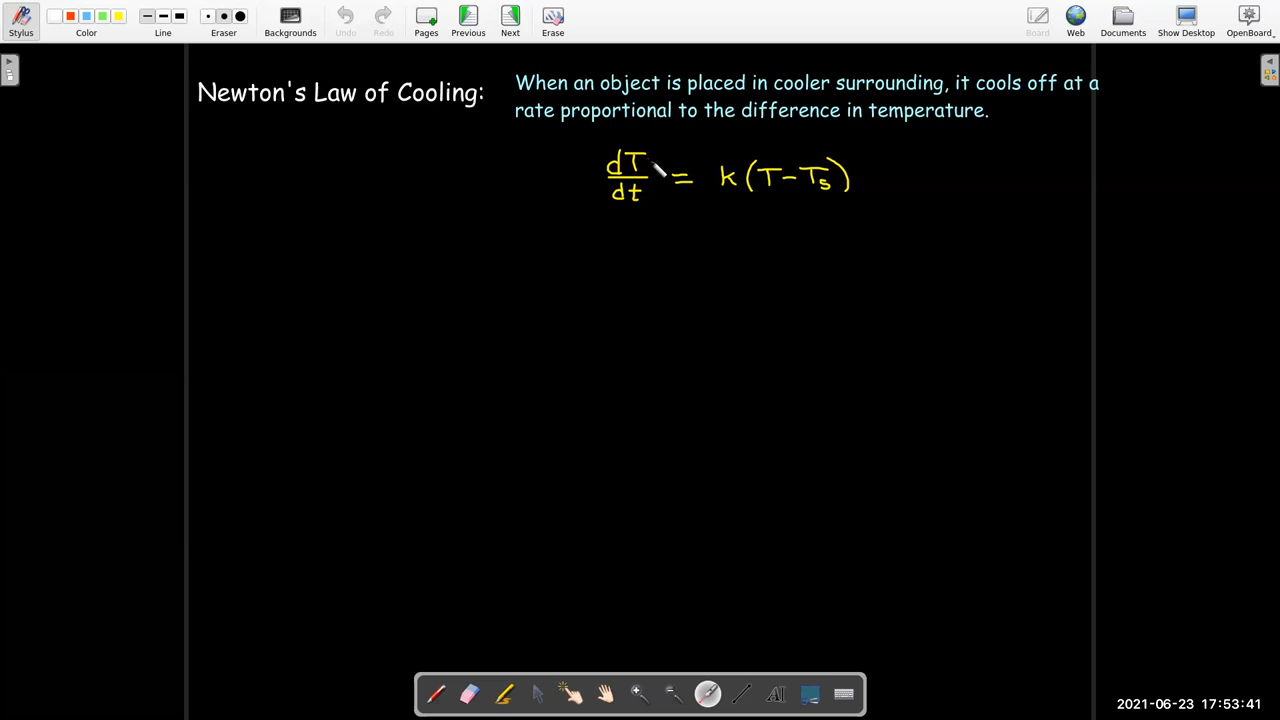 Stylus
Color
Line
Eraser
Backgrounds
Undo
Redo
Pages
Previous
Next
Erase
Board
Web
Documents
Show Desktop
OpenBoard
Newton's Law of Cooling:
When an object is placed in cooler surrounding, it cools off at a
rate proportional to the difference in temperature.
dT/dt = k(T-Ts)
2021-06-23 17:53:41